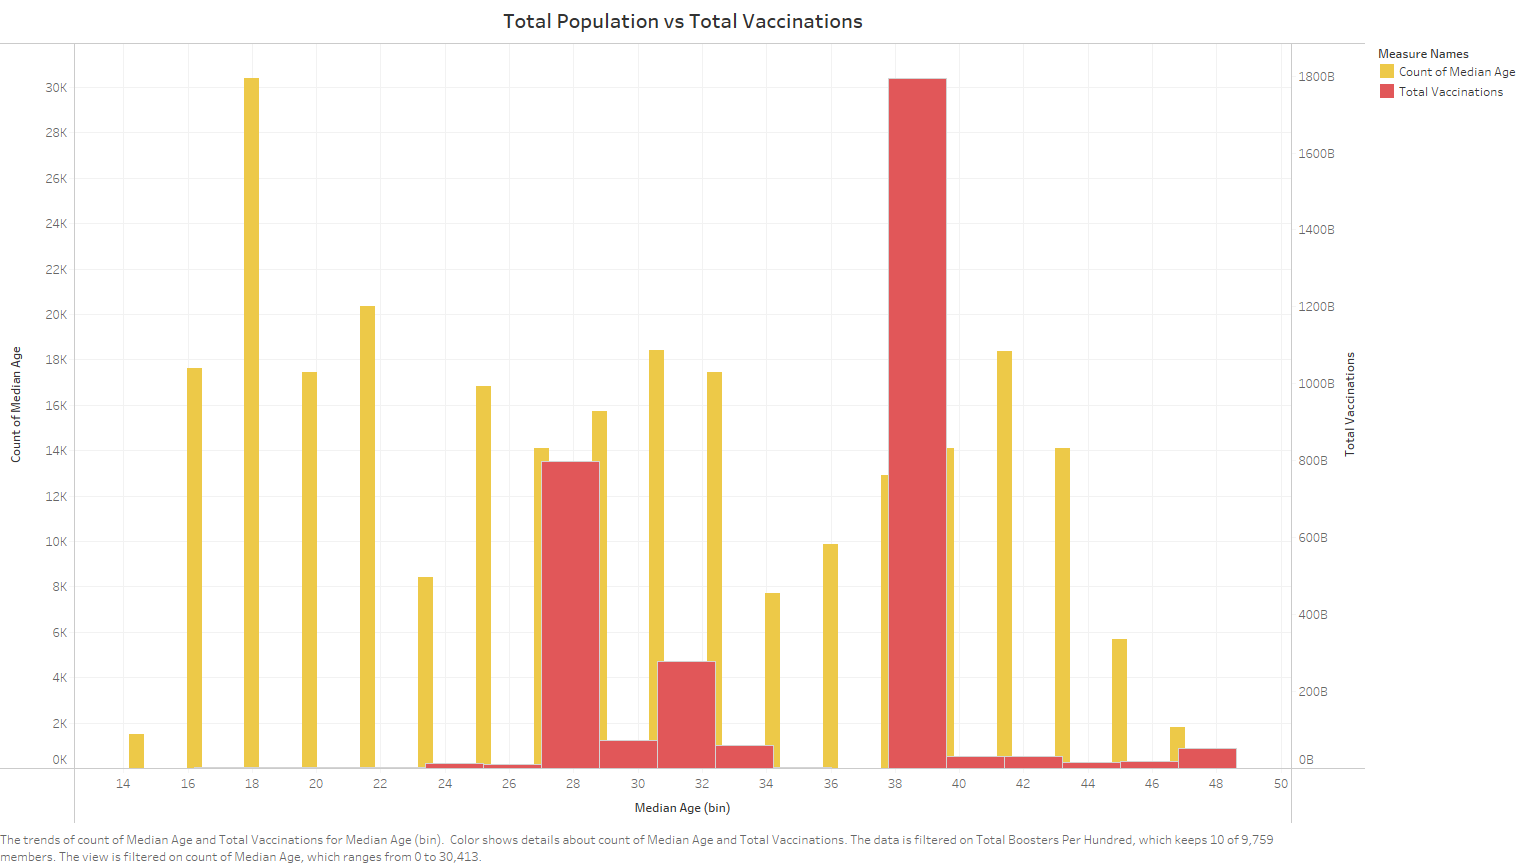 Total Population vs Total Vaccinations
Measure Names
Count of Median Age
Total Vaccinations
Count of Median Age
30K
28K
26K
24K
22K
20K
18K
16K
14K
12K
10K
8K
6K
4K
2K
0K
1800B
1600B
1400B
1200B
1000B
800B
600B
400B
200B
0B
Total Vaccinations
14 16 18 20 22 24 26 28 30 32 34 36 38 40 42 44 46 48 50
Median Age (bin)
The trends of count of Median Age and Total Vaccinations for Median Age (bin).  Color shows details about count of Median Age and Total Vaccinations. The data is filtered on Total Boosters Per Hundred, which keeps 10 of 9,759
members. The view is filtered on count of Median Age, which ranges from 0 to 30,413.